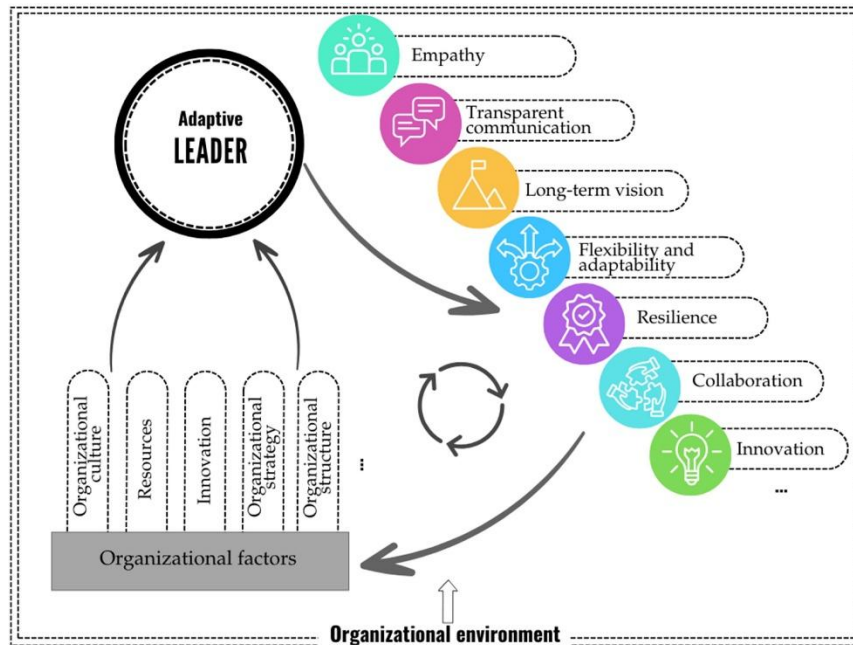 Adaptive
LEADER
Empathy
Transparent
communication
Long-term vision
Flexibility and
adaptability
Resilience
Collaboration
Innovation
...
Organizational
culture
Resources
Innovation
Organizational
strategy
Organizational
structure
...
Organizational factors
Organizational environment